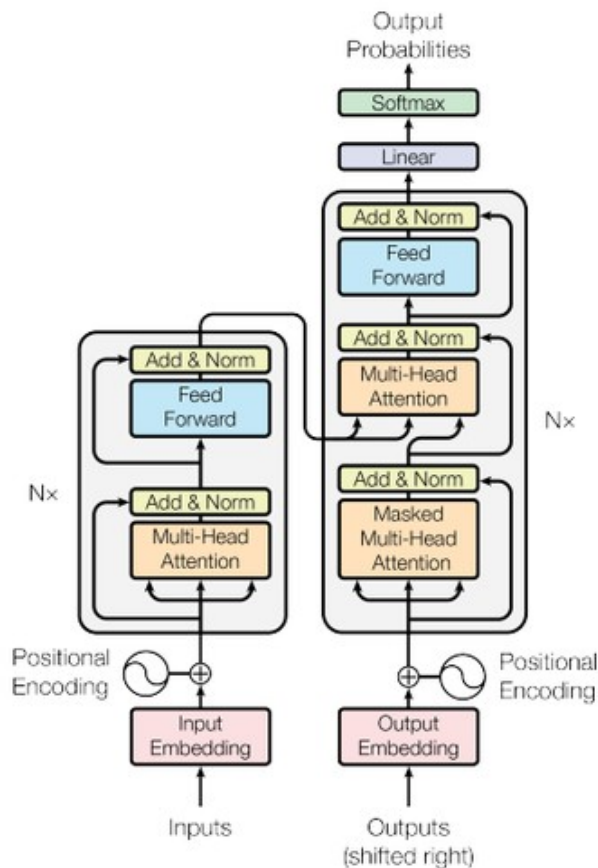 Output
Probabilities
Softmax
Linear
Add & Norm
Feed
Forward
Add & Norm
Multi-Head
Attention
Add & Norm
Masked
Multi-Head
Attention
N×
Add & Norm
Feed
Forward
Add & Norm
Multi-Head
Attention
N×
Positional
Encoding
Positional
Encoding
Input
Embedding
Output
Embedding
Inputs
Outputs
(shifted right)